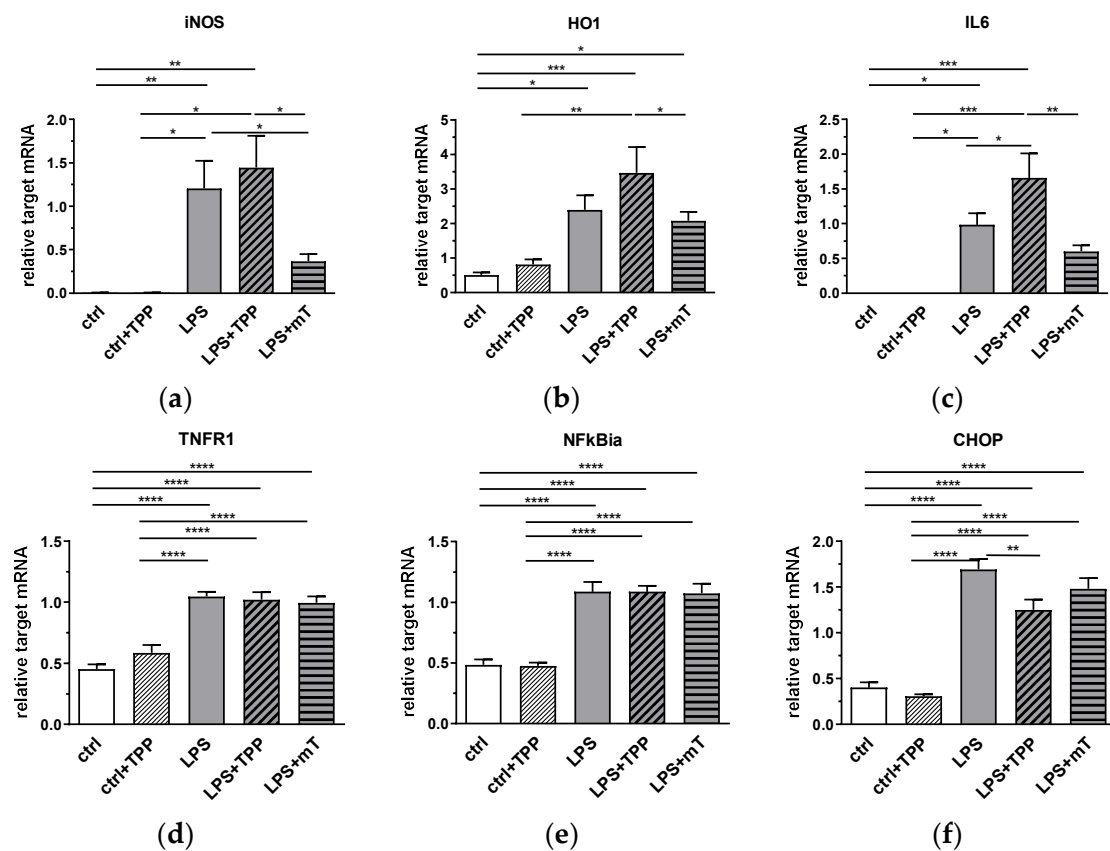 iNOS
**
**
* *
* *
relative target mRNA
2.0
1.5
1.0
0.5
0.0
ctrl
ctrl+TPP
LPS
LPS+TPP
LPS+mT
(a)
HO1
*
***
*
** *
relative target mRNA
5
4
3
2
1
0
ctrl
ctrl+TPP
LPS
LPS+TPP
LPS+mT
(b)
IL6
***
*
*** **
* *
relative target mRNA
2.5
2.0
1.5
1.0
0.5
0.0
ctrl
ctrl+TPP
LPS
LPS+TPP
LPS+mT
(c)
TNFR1
****
****
****
****
****
****
relative target mRNA
1.5
1.0
0.5
0.0
ctrl
ctrl+TPP
LPS
LPS+TPP
LPS+mT
(d)
NFkBia
****
****
****
****
****
****
relative target mRNA
1.5
1.0
0.5
0.0
ctrl
ctrl+TPP
LPS
LPS+TPP
LPS+mT
(e)
CHOP
****
****
****
****
****
**** **
relative target mRNA
2.0
1.5
1.0
0.5
0.0
ctrl
ctrl+TPP
LPS
LPS+TPP
LPS+mT
(f)